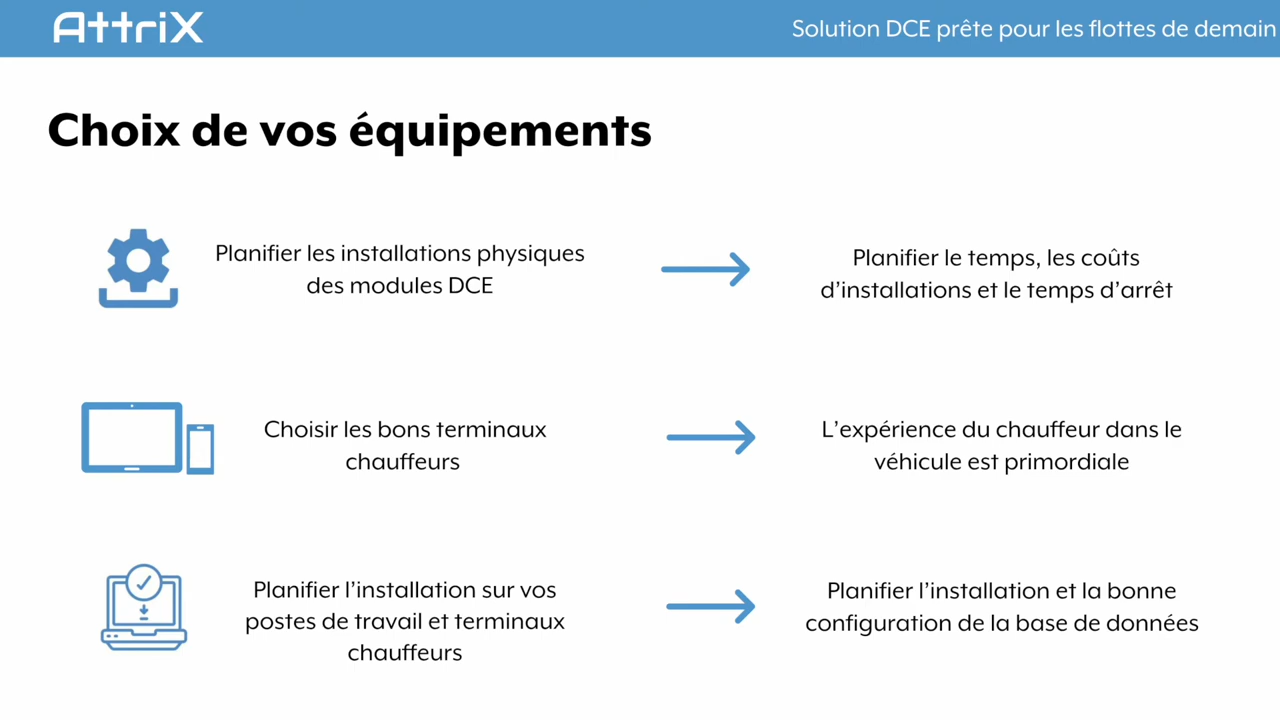 AttriX
Solution DCE prête pour les flottes de demain
Choix de vos équipements
Planifier les installations physiques
des modules DCE
Planifier le temps, les coûts
d’installations et le temps d’arrêt
Choisir les bons terminaux
chauffeurs
L’expérience du chauffeur dans le
véhicule est primordiale
Planifier l’installation sur vos
postes de travail et terminaux
chauffeurs
Planifier l’installation et la bonne
configuration de la base de données